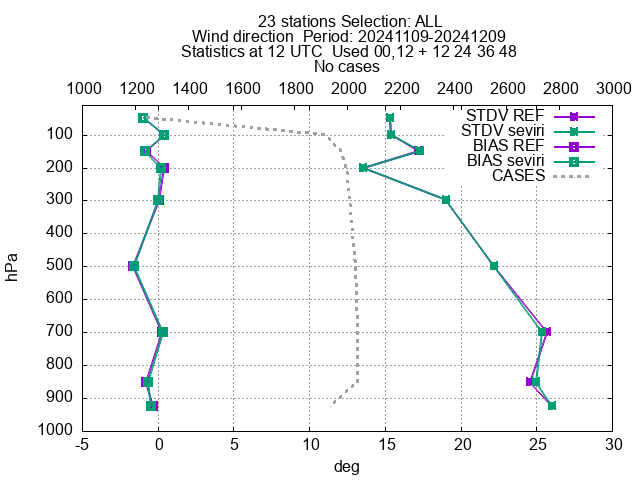 23 stations Selection: ALL
Wind direction  Period: 20241109-20241209
Statistics at 12 UTC  Used 00,12 + 12 24 36 48
No cases
1000 1200 1400 1600 1800 2000 2200 2400 2600 2800 3000
STDV REF
STDV seviri
BIAS REF
BIAS seviri
CASES
100
200
300
400
500
600
700
800
900
1000
hPa
-5 0 5 10 15 20 25 30
deg